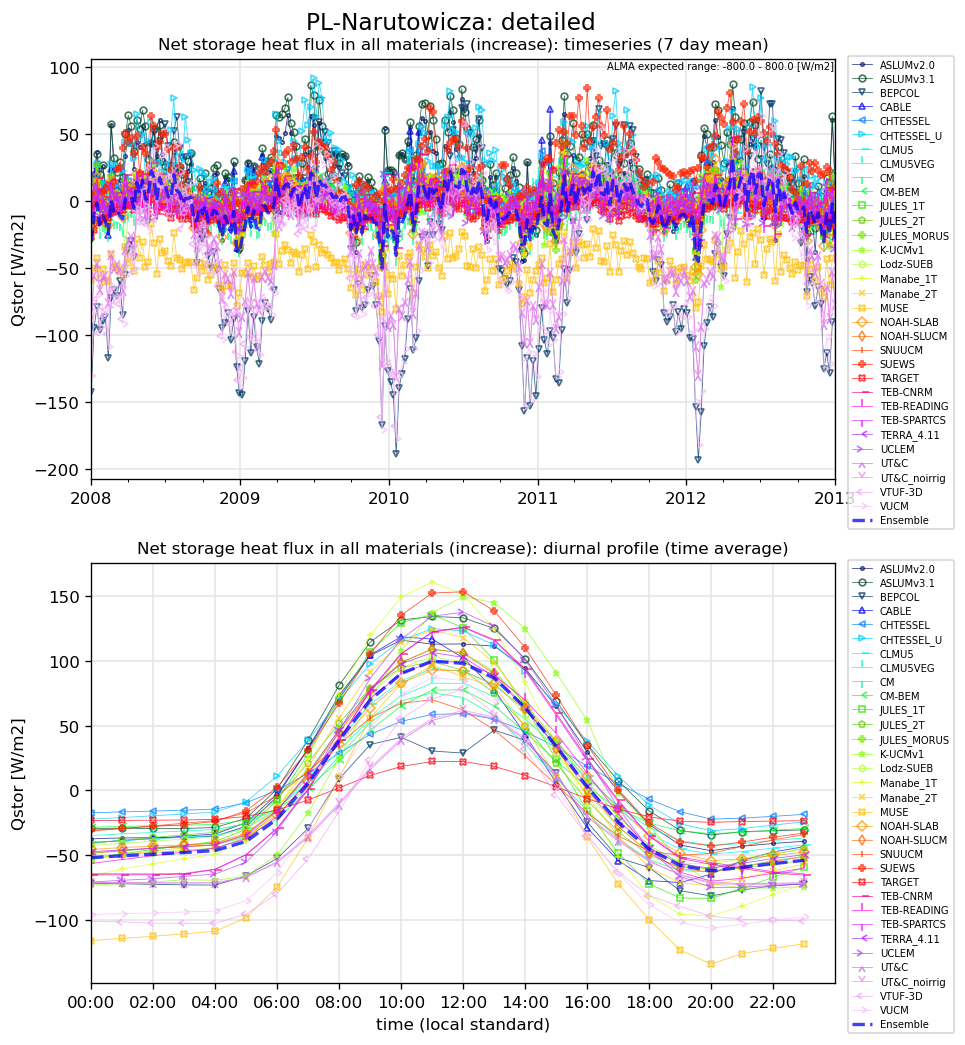 PL-Narutowicza: detailed
Net storage heat flux in all materials (increase): timeseries (7 day mean)
ALMA expected range: -800.0 - 800.0 [W/m2]
Qstor [W/m2]
100
50
0
−50
−100
−150
−200
2008
2009
2010
2011
2012
2013
ASLUMv2.0
ASLUMv3.1
BEPCOL
CABLE
CHTESSEL
CHTESSEL_U
CLMU5
CLMU5VEG
CM
CM-BEM
JULES_1T
JULES_2T
JULES_MORUS
K-UCMv1
Lodz-SUEB
Manabe_1T
Manabe_2T
MUSE
NOAH-SLAB
NOAH-SLUCM
SNUUCM
SUEWS
TARGET
TEB-CNRM
TEB-READING
TEB-SPARTCS
TERRA_4.11
UCLEM
UT&C
UT&C_noirrig
VTUF-3D
VUCM
Ensemble
Net storage heat flux in all materials (increase): diurnal profile (time average)
Qstor [W/m2]
150
100
50
0
−50
−100
00:00
02:00
04:00
06:00
08:00
10:00
12:00
14:00
16:00
18:00
20:00
22:00
time (local standard)
ASLUMv2.0
ASLUMv3.1
BEPCOL
CABLE
CHTESSEL
CHTESSEL_U
CLMU5
CLMU5VEG
CM
CM-BEM
JULES_1T
JULES_2T
JULES_MORUS
K-UCMv1
Lodz-SUEB
Manabe_1T
Manabe_2T
MUSE
NOAH-SLAB
NOAH-SLUCM
SNUUCM
SUEWS
TARGET
TEB-CNRM
TEB-READING
TEB-SPARTCS
TERRA_4.11
UCLEM
UT&C
UT&C_noirrig
VTUF-3D
VUCM
Ensemble